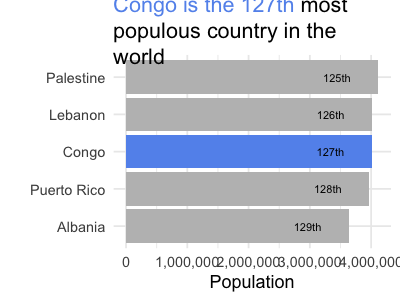 Congo is the 127th most
populous country in the
world
Palestine
125th
Lebanon
126th
Congo
127th
Puerto Rico
128th
Albania
129th
0 1,000,000 2,000,000 3,000,000 4,000,000
Population